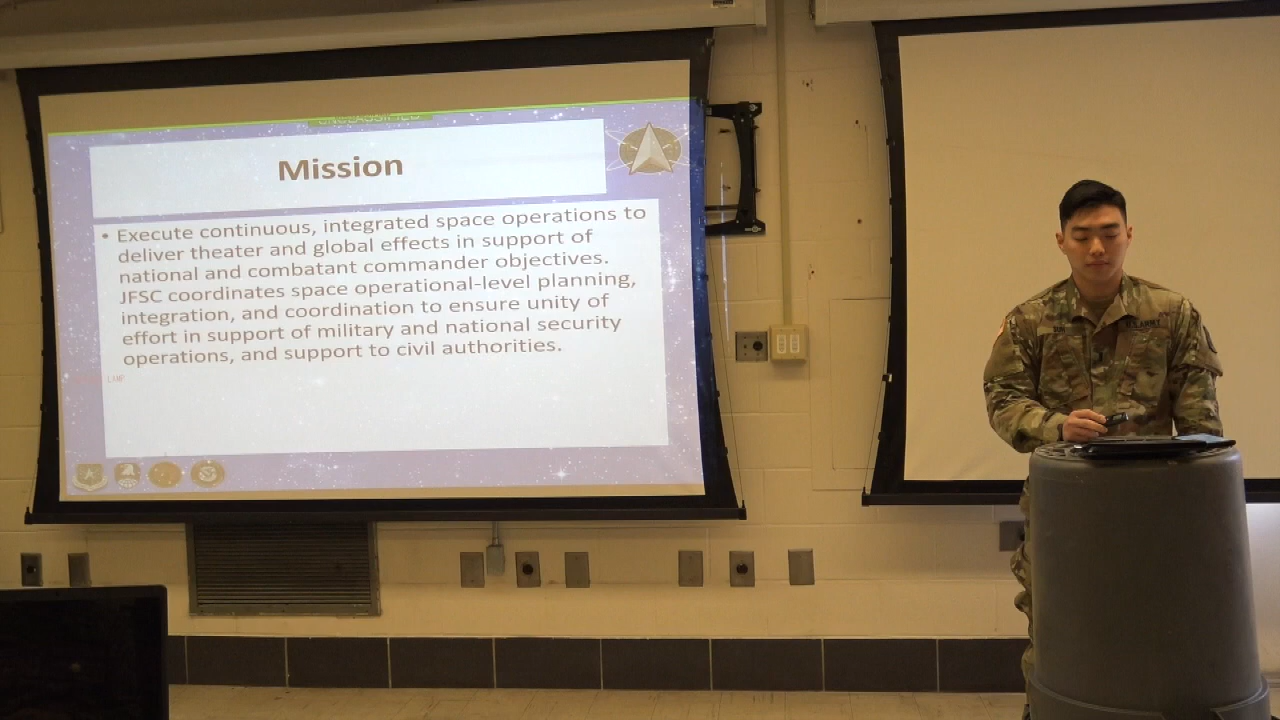 UNCLASSIFIED
Mission
• Execute continuous, integrated space operations to
deliver theater and global effects in support of
national and combatant commander objectives.
JFSC coordinates space operational-level planning,
integration, and coordination to ensure unity of
effort in support of military and national security
operations, and support to civil authorities.
U.S. ARMY